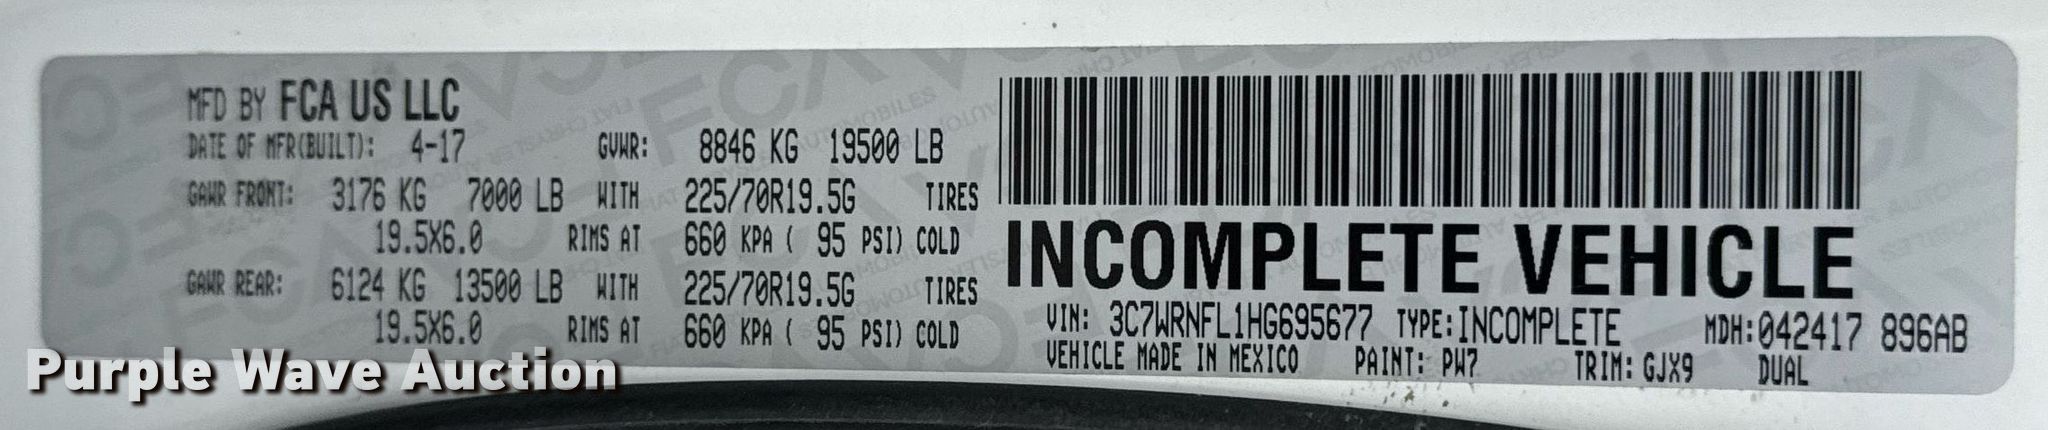 MFD BY FCA US LLC
DATE OF MFR(BUILT): 4-17 GVWR: 8846 KG 19500 LB
GAWR FRONT: 3176 KG 7000 LB WITH 225/70R19.5G TIRES
19.5X6.0 RIMS AT 660 KPA ( 95 PSI) COLD
GAWR REAR: 6124 KG 13500 LB WITH 225/70R19.5G TIRES
19.5X6.0 RIMS AT 660 KPA ( 95 PSI) COLD
INCOMPLETE VEHICLE
VIN: 3C7WRNFL1HG695677 TYPE:INCOMPLETE MDH:042417 896AB
VEHICLE MADE IN MEXICO PAINT: PW7 TRIM: GJX9 DUAL
Purple Wave Auction